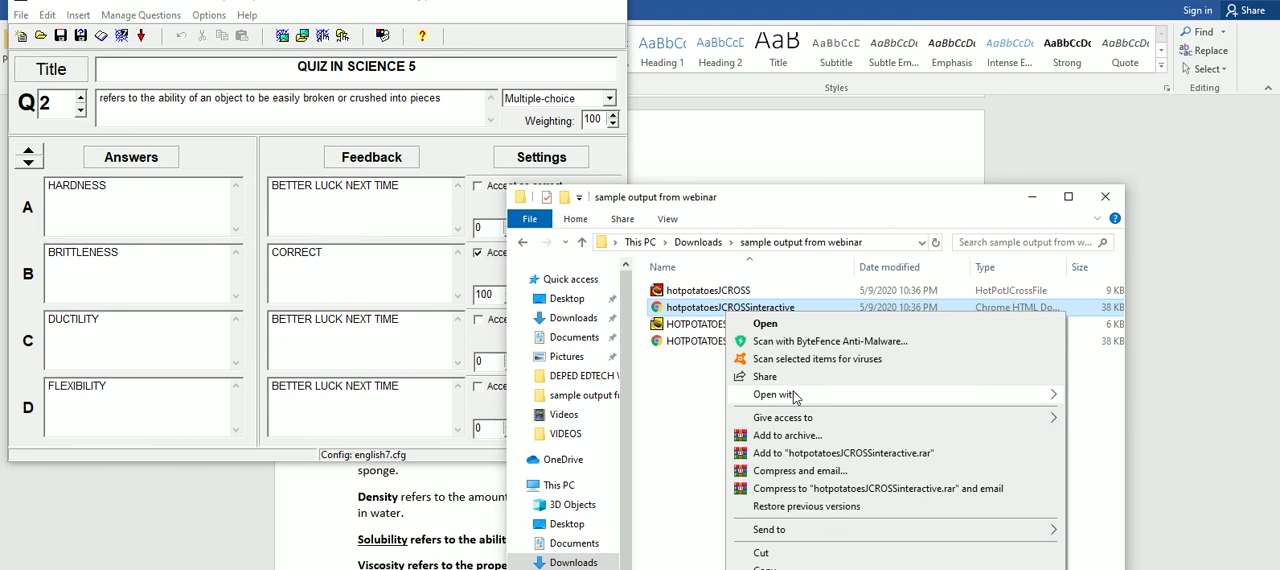 File Edit Insert Manage Questions Options Help
Title
QUIZ IN SCIENCE 5
Q 2
refers to the ability of an object to be easily broken or crushed into pieces
Multiple-choice
Weighting: 100
Answers Feedback Settings
A HARDNESS BETTER LUCK NEXT TIME
0
B BRITTLENESS CORRECT
100
C DUCTILITY BETTER LUCK NEXT TIME
0
D FLEXIBILITY BETTER LUCK NEXT TIME
0
Config: english7.cfg
Sign in Share
AaBbCc AaBbCcD AaB AaBbCcD AaBbCcDc AaBbCcDc AaBbCcDc AaBbCcDc AaBbCcDc
Heading 1 Heading 2 Title Subtitle Subtle Em... Emphasis Intense E... Strong Quote
Styles
Find
Replace
Select
Editing
sponge.
Density refers to the amount
in water.
Solubility refers to the abilit
Viscosity refers to the prope
sample output from webinar
File Home Share View
This PC Downloads sample output from webinar
Search sample output from w...
Name Date modified Type Size
hotpotatoesJCROSS 5/9/2020 10:36 PM HotPotJCrossFile 9 KB
hotpotatoesJCROSSinteractive 5/9/2020 10:36 PM Chrome HTML Do... 38 KB
HOTPOTATOES 6 KB
HOTPOTATOES 38 KB
Quick access
Desktop
Downloads
Documents
Pictures
DEPED EDTECH
sample output f
Videos
VIDEOS
OneDrive
This PC
3D Objects
Desktop
Documents
Downloads
Open
Scan with ByteFence Anti-Malware...
Scan selected items for viruses
Share
Open with
Give access to
Add to archive...
Add to "hotpotatoesJCROSSinteractive.rar"
Compress and email...
Compress to "hotpotatoesJCROSSinteractive.rar" and email
Restore previous versions
Send to
Cut